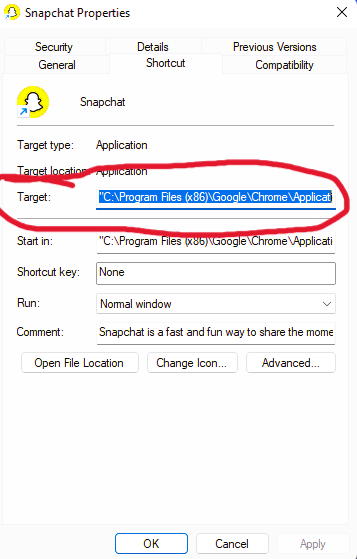 Snapchat Properties
Security Details Previous Versions
General Shortcut Compatibility
Snapchat
Target type: Application
Target location: Application
Target: "C:\Program Files (x86)\Google\Chrome\Applicati
Start in: "C:\Program Files (x86)\Google\Chrome\Applicati
Shortcut key: None
Run: Normal window
Comment: Snapchat is a fast and fun way to share the mome
Open File Location Change Icon... Advanced...
OK Cancel Apply